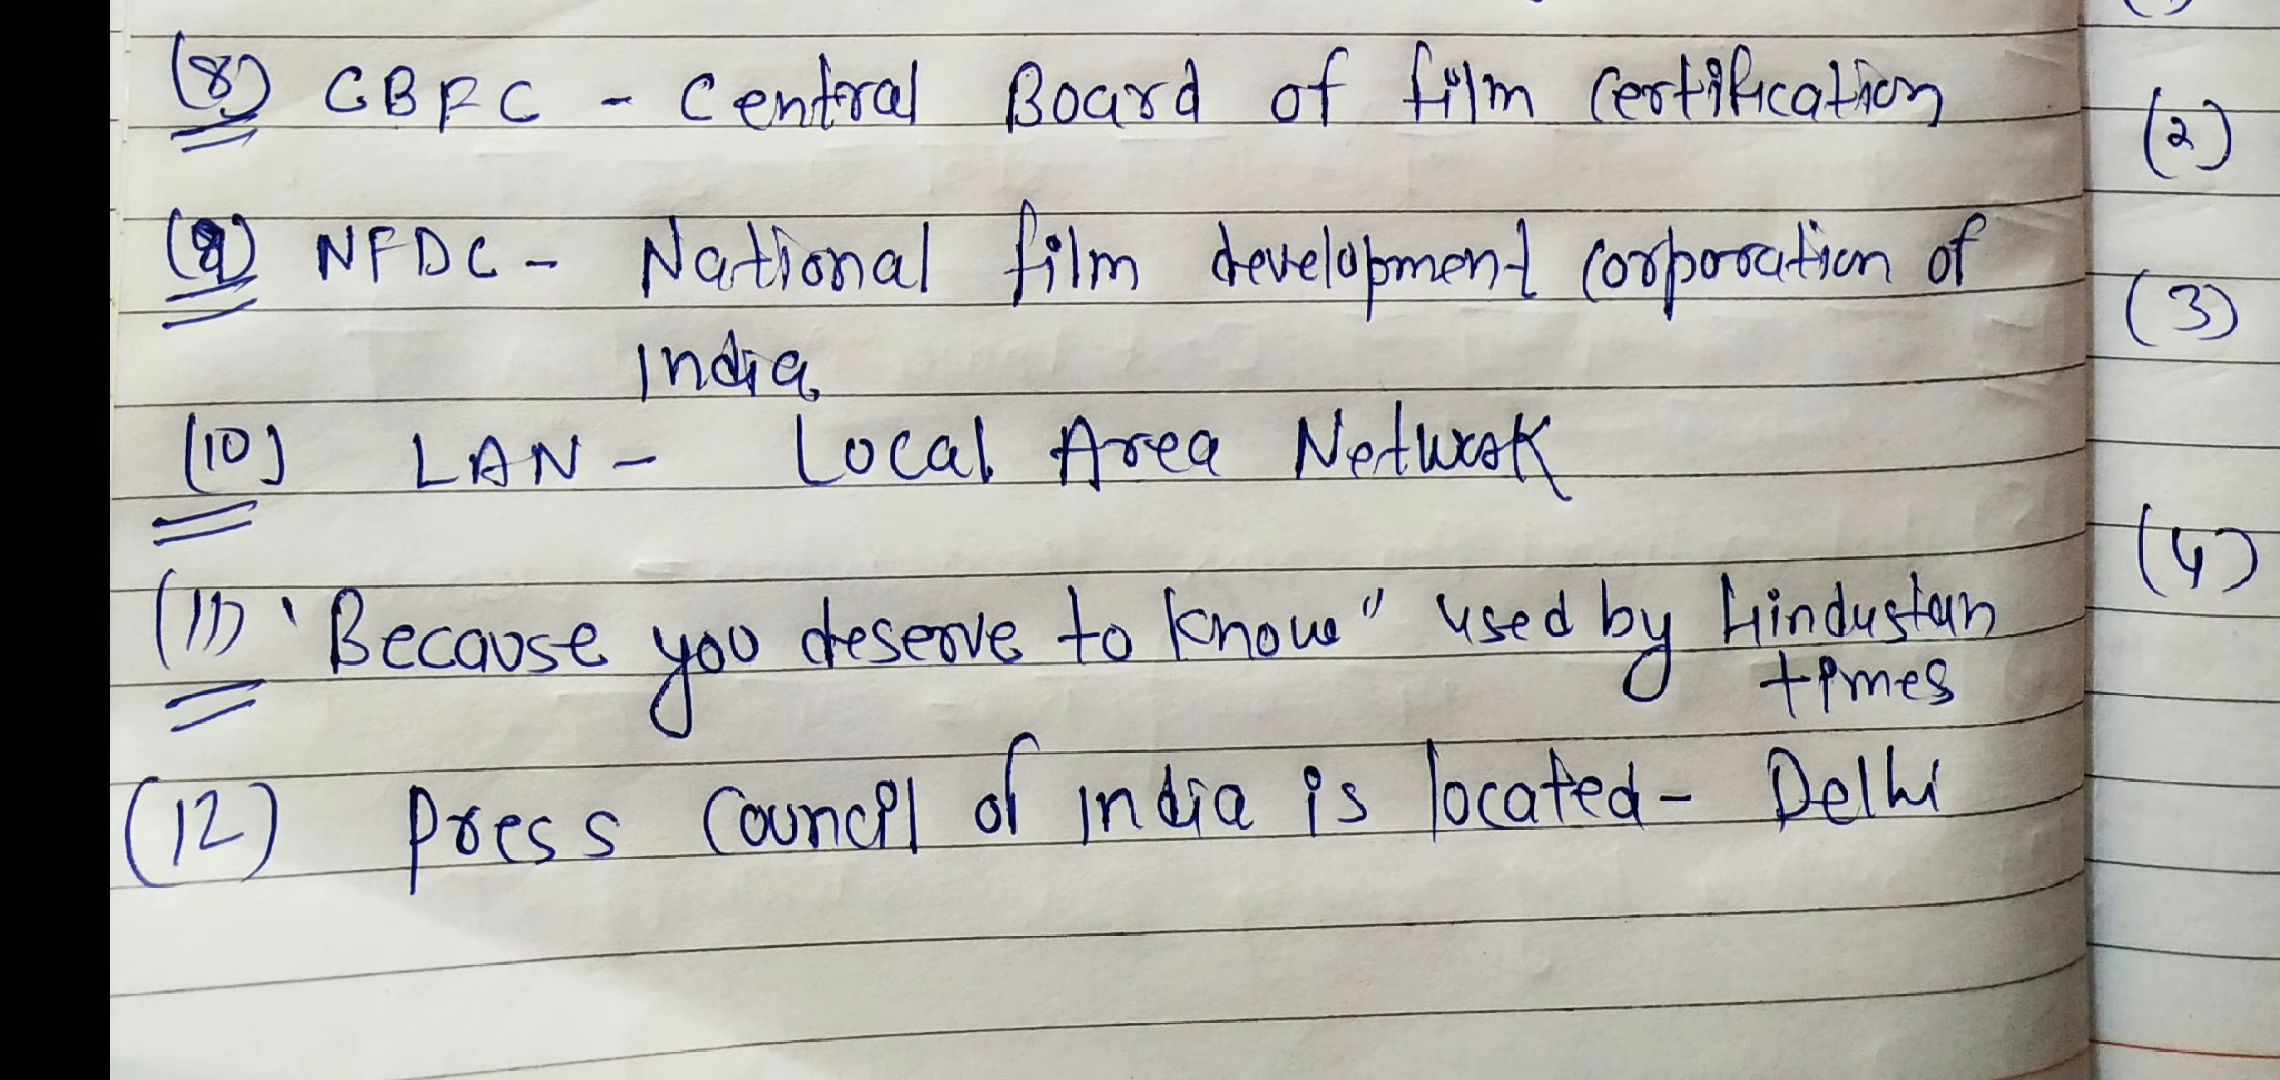 (8) CBFC - Central Board of film Certification
(9) NFDC - National film development corporation of
India
(10) LAN - Local Area Network
(11) 'Because you deserve to know" used by Hindustan
times
(12) Press Council of india is located - Delhi
(2)
(3)
(4)